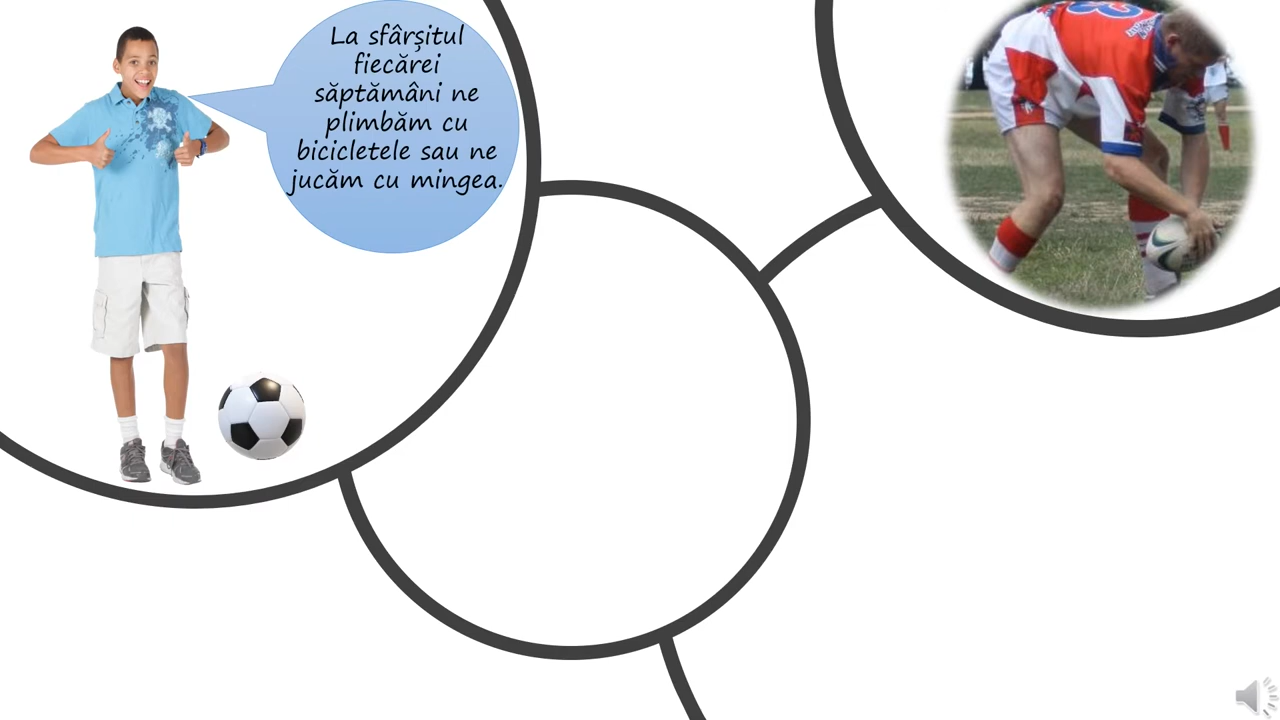 La sfârșitul
fiecărei
săptămâni ne
plimbăm cu
bicicletele sau ne
jucăm cu mingea.